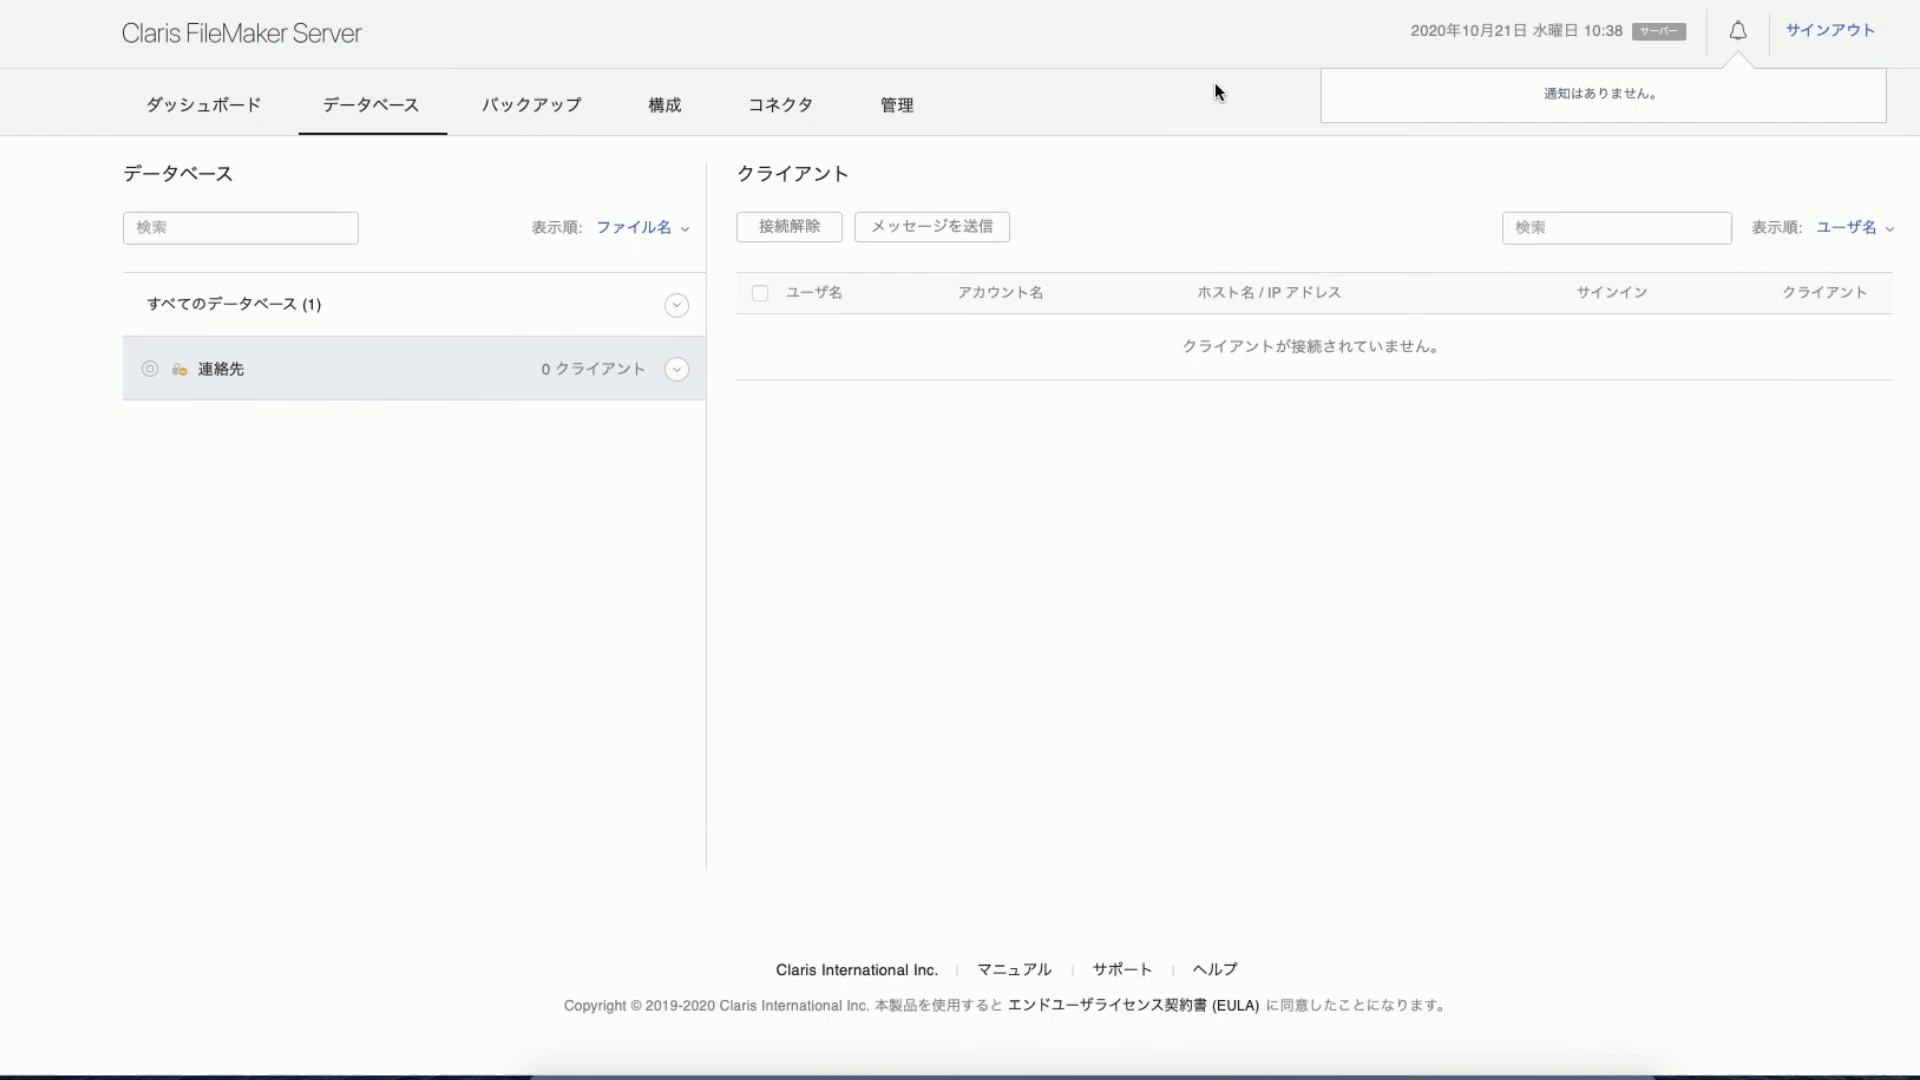 Claris FileMaker Server
2020年10月21日 水曜日 10:38 サーバー
サインアウト
ダッシュボード データベース バックアップ 構成 コネクタ 管理
通知はありません。
データベース
検索 表示順: ファイル名
すべてのデータベース (1)
連絡先 0 クライアント
クライアント
接続解除 メッセージを送信 検索 表示順: ユーザ名
ユーザ名 アカウント名 ホスト名 / IP アドレス サインイン クライアント
クライアントが接続されていません。
Claris International Inc. | マニュアル | サポート | ヘルプ
Copyright © 2019-2020 Claris International Inc. 本製品を使用すると エンドユーザライセンス契約書 (EULA) に同意したことになります。